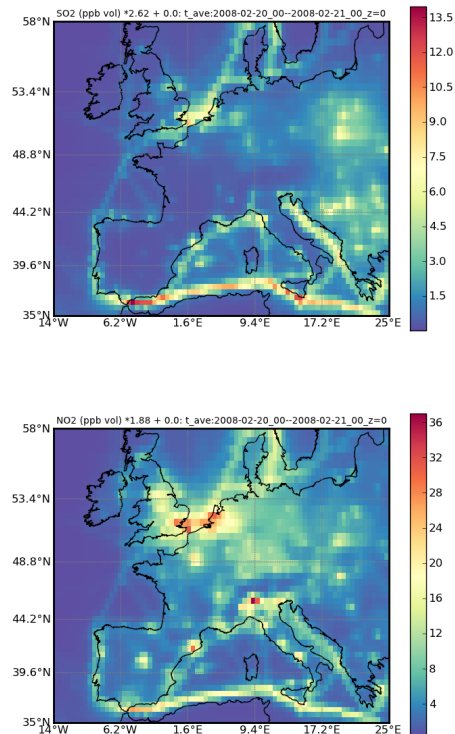 SO2 (ppb vol) *2.62 + 0.0: t_ave:2008-02-20_00--2008-02-21_00_z=0
58°N
53.4°N
48.8°N
44.2°N
39.6°N
35°N
14°W 6.2°W 1.6°E 9.4°E 17.2°E 25°E
13.5
12.0
10.5
9.0
7.5
6.0
4.5
3.0
1.5
NO2 (ppb vol) *1.88 + 0.0: t_ave:2008-02-20_00--2008-02-21_00_z=0
58°N
53.4°N
48.8°N
44.2°N
39.6°N
35°N
14°W 6.2°W 1.6°E 9.4°E 17.2°E 25°E
36
32
28
24
20
16
12
8
4